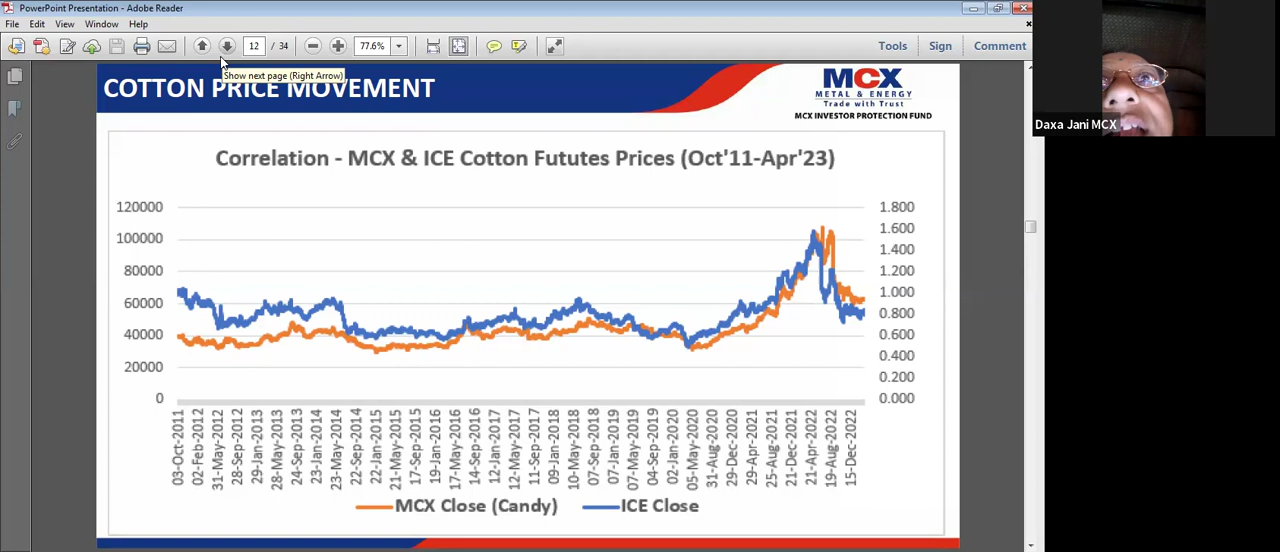 PowerPoint Presentation - Adobe Reader
File Edit View Window Help
12 / 34 77.6% Tools Sign Comment
Show next page (Right Arrow)
COTTON PRICE MOVEMENT
MCX
METAL & ENERGY
Trade with Trust
MCX INVESTOR PROTECTION FUND
Daxa Jani MCX
Correlation - MCX & ICE Cotton Fututes Prices (Oct'11-Apr'23)
120000
100000
80000
60000
40000
20000
0
1.800
1.600
1.400
1.200
1.000
0.800
0.600
0.400
0.200
0.000
03-Oct-2011
02-Feb-2012
31-May-2012
28-Sep-2012
29-Jan-2013
28-May-2013
24-Sep-2013
23-Jan-2014
23-May-2014
22-Sep-2014
22-Jan-2015
21-May-2015
17-Sep-2015
19-Jan-2016
17-May-2016
14-Sep-2016
12-Jan-2017
12-May-2017
11-Sep-2017
09-Jan-2018
10-May-2018
07-Sep-2018
07-Jan-2019
07-May-2019
04-Sep-2019
02-Jan-2020
05-May-2020
31-Aug-2020
29-Dec-2020
29-Apr-2021
25-Aug-2021
21-Dec-2021
21-Apr-2022
19-Aug-2022
15-Dec-2022
MCX Close (Candy) ICE Close